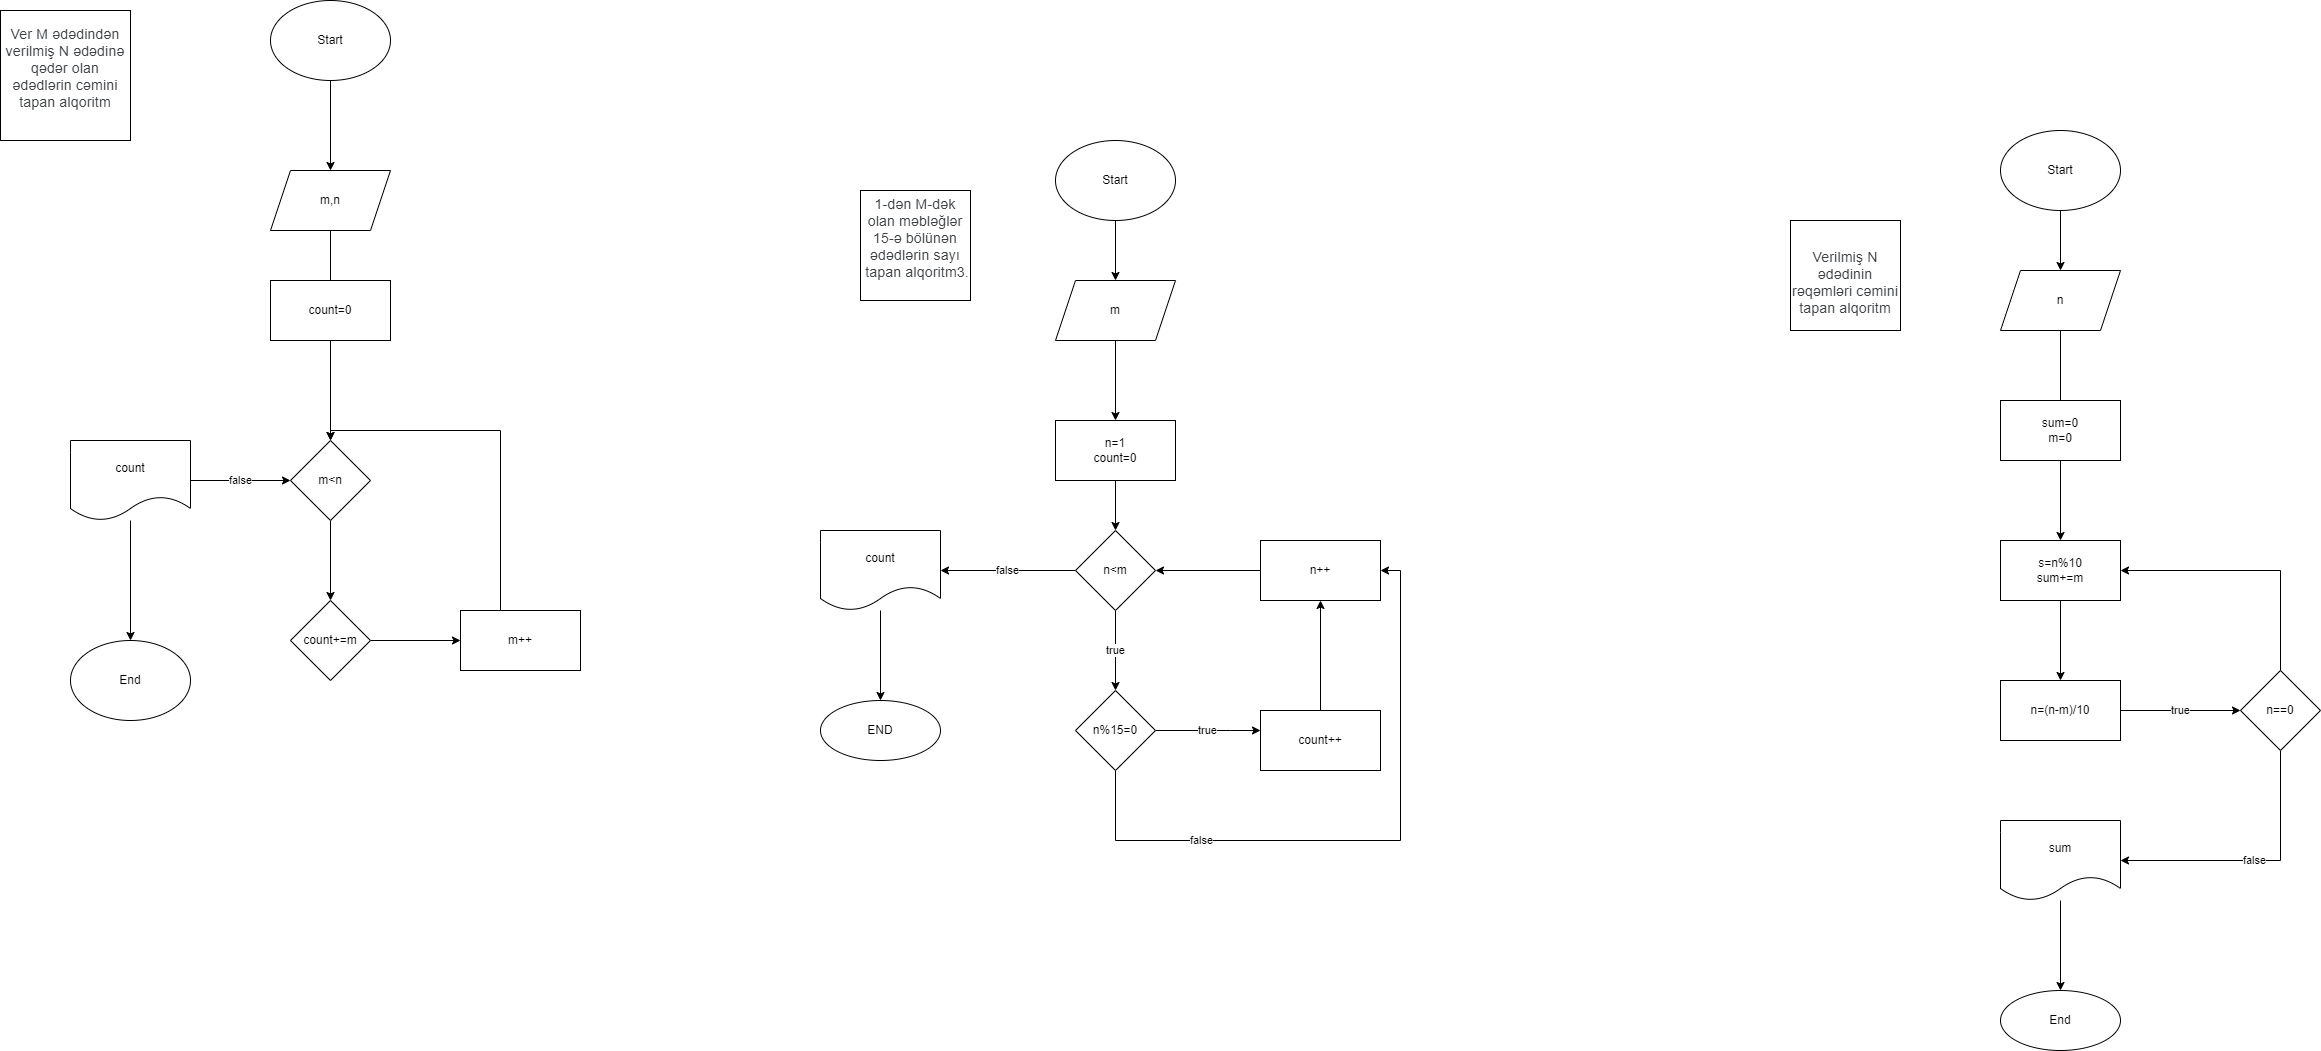 Ver M ədədindən
verilmiş N ədədinə
qədər olan
ədədlərin cəmini
tapan alqoritm
Start
m,n
count=0
count
false
m<n
count+=m
m++
End
1-dən M-dək
olan məbləğlər
15-ə bölünən
ədədlərin sayı
tapan alqoritm3.
Start
m
n=1
count=0
count
false
n<m
n++
true
END
n%15=0
true
count++
false
Verilmiş N
ədədinin
rəqəmləri cəmini
tapan alqoritm
Start
n
sum=0
m=0
s=n%10
sum+=m
n=(n-m)/10
true
n==0
sum
false
End